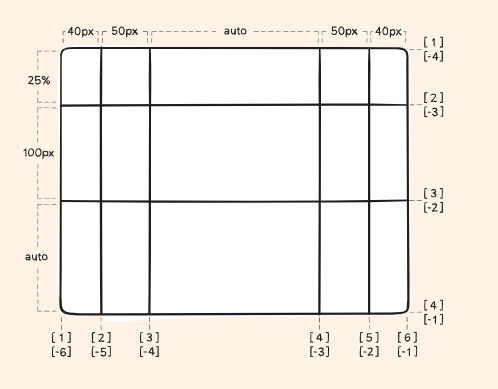 40px 50px auto 50px 40px
[ 1 ]
[-4]
25%
[ 2 ]
[-3]
100px
[ 3 ]
[-2]
auto
[ 4 ]
[-1]
[ 1 ] [ 2 ] [ 3 ] [ 4 ] [ 5 ] [ 6 ]
[-6] [-5] [-4] [-3] [-2] [-1]